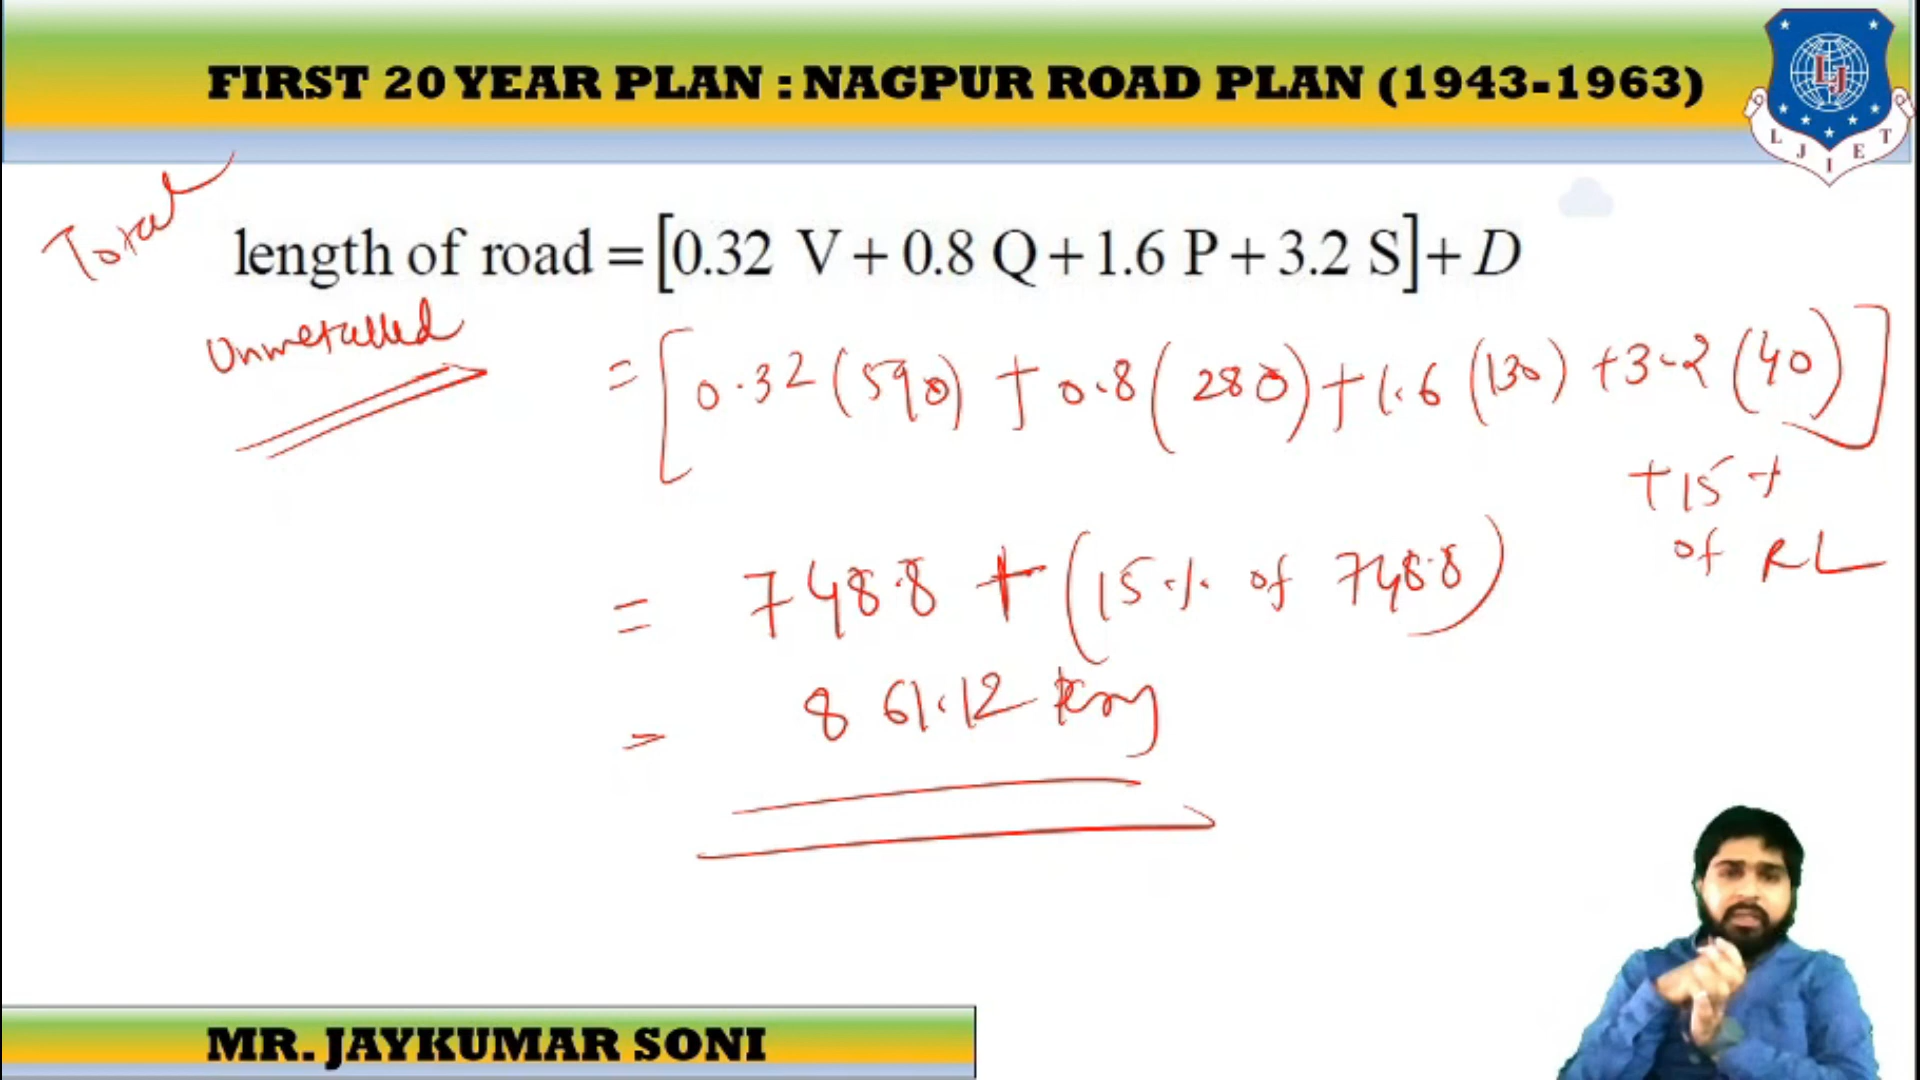 FIRST 20 YEAR PLAN : NAGPUR ROAD PLAN (1943-1963)
LJ
LJIET
Total
length of road = [0.32 V + 0.8 Q + 1.6 P + 3.2 S] + D
Unmetalled
= [0.32 (590) + 0.8 (280) + 1.6 (130) + 3.2 (40)]
+ 15 %
of RL
= 748.8 + (15 % of 748.8)
= 861.12 km
MR. JAYKUMAR SONI